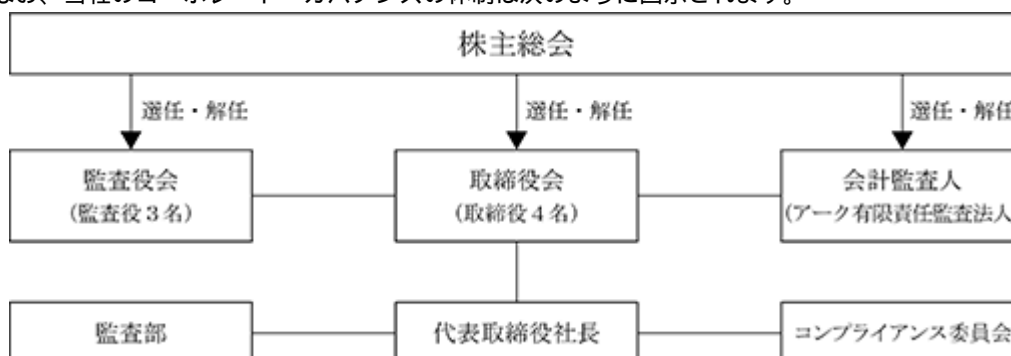 なお、当社のコーポレート・ガバナンスの体制は次のように図示されます。
株主総会
選任・解任 選任・解任 選任・解任
監査役会 取締役会 会計監査人
(監査役3名) (取締役4名) (アーク有限責任監査法人
監査部 代表取締役社長 コンプライアンス委員会